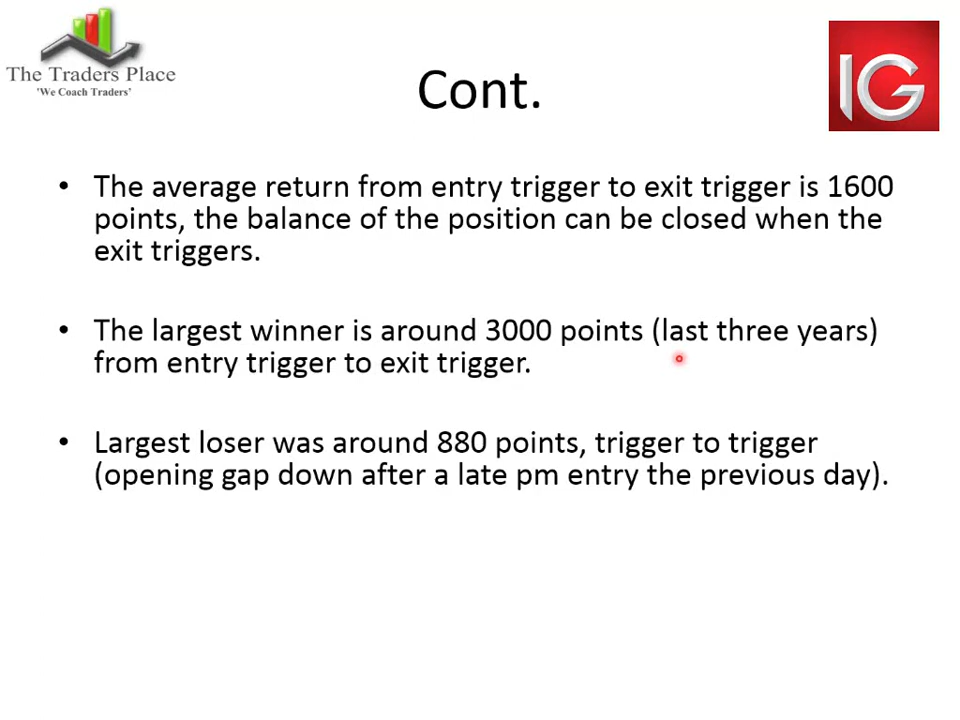 The Traders Place
'We Coach Traders'
IG
Cont.
• The average return from entry trigger to exit trigger is 1600
points, the balance of the position can be closed when the
exit triggers.
• The largest winner is around 3000 points (last three years)
from entry trigger to exit trigger.
• Largest loser was around 880 points, trigger to trigger
(opening gap down after a late pm entry the previous day).